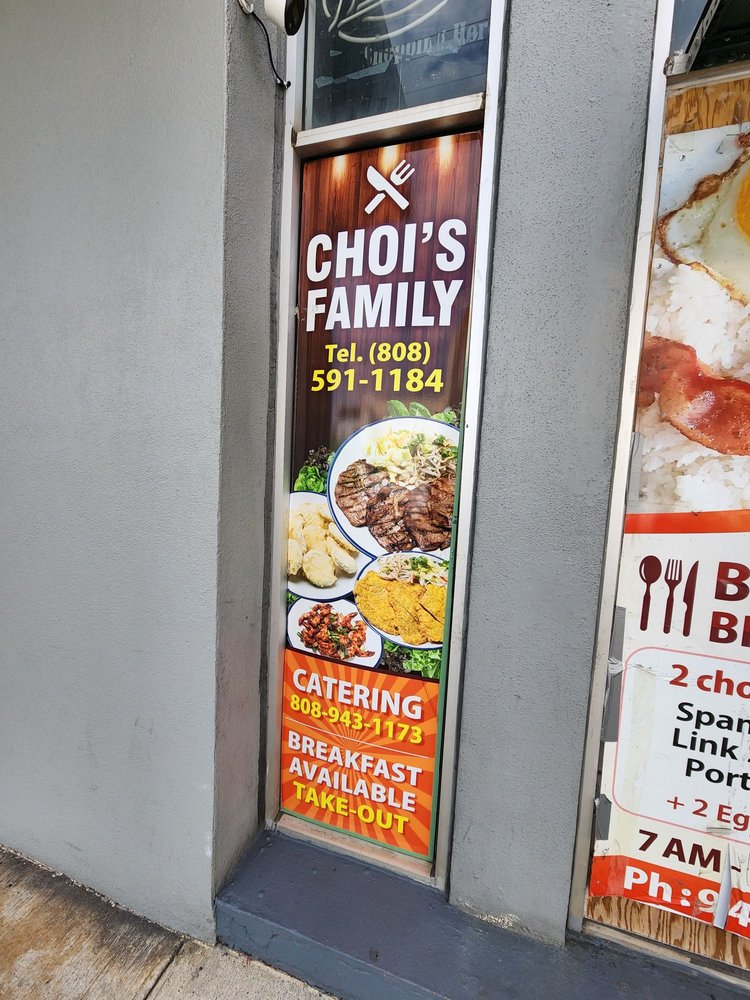 CHOI'S
FAMILY
Tel. (808)
591-1184
CATERING
808-943-1173
BREAKFAST
AVAILABLE
TAKE-OUT
2 cho
Link
Port
+ 2 Eg
7 AM -
Ph:94